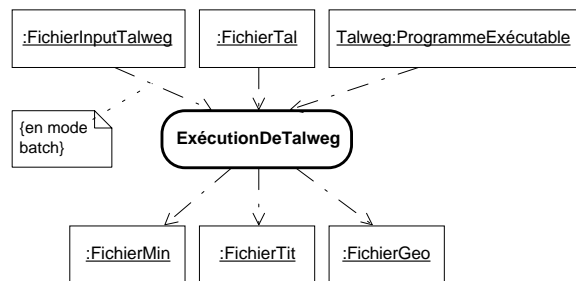 :FichierInputTalweg
:FichierTal
Talweg:ProgrammeExécutable
{en mode
batch}
ExécutionDeTalweg
:FichierMin
:FichierTit
:FichierGeo